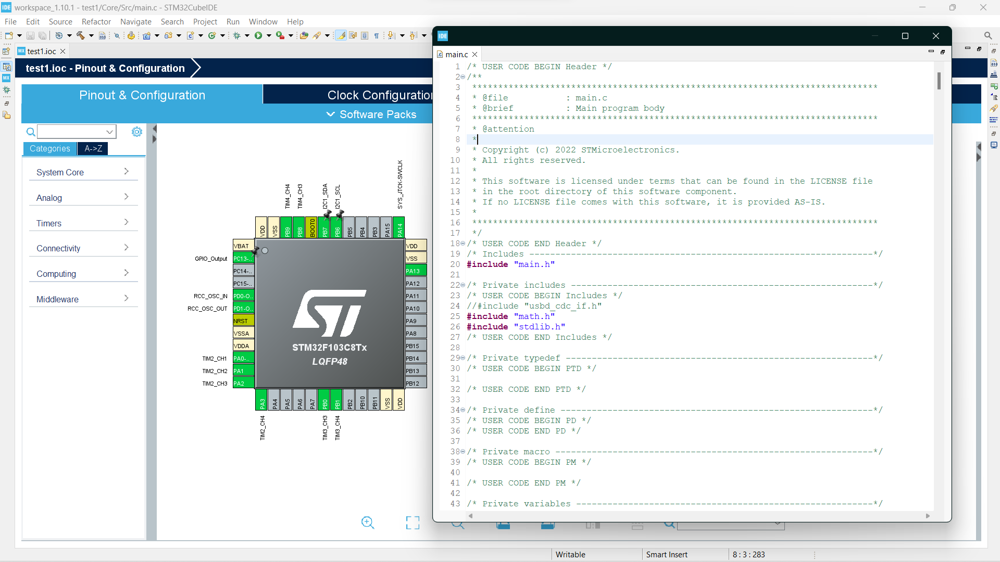 IDE workspace_1.10.1 - test1/Core/Src/main.c - STM32CubeIDE
File Edit Source Refactor Navigate Search Project Run Window Help
MX test1.ioc
test1.ioc - Pinout & Configuration
Pinout & Configuration
Clock Configuration
Software Packs
Categories
A->Z
System Core
Analog
Timers
Connectivity
Computing
Middleware
TIM4_CH4
TIM4_CH3
I2C1_SDA
I2C1_SCL
SYS_JTCK-SWCLK
VDD
VSS
PB9
PB8
BOOT0
PB7
PB6
PB5
PB4
PB3
PA15
PA14
VBAT
GPIO_Output PC13-..
PC14-..
PC15-..
RCC_OSC_IN PD0-O..
RCC_OSC_OUT PD1-O..
NRST
VSSA
VDDA
TIM2_CH1 PA0-..
TIM2_CH2 PA1
TIM2_CH3 PA2
STM32F103C8Tx
LQFP48
VDD
VSS
PA13
PA12
PA11
PA10
PA9
PA8
PB15
PB14
PB13
PB12
PA3
PA4
PA5
PA6
PA7
PB0
PB1
PB2
PB10
PB11
VSS
VDD
TIM2_CH4
TIM3_CH3
TIM3_CH4
IDE
main.c
1 /* USER CODE BEGIN Header */
2 /**
3 ******************************************************************************
4 * @file : main.c
5 * @brief : Main program body
6 ******************************************************************************
7 * @attention
8 *
9 * Copyright (c) 2022 STMicroelectronics.
10 * All rights reserved.
11 *
12 * This software is licensed under terms that can be found in the LICENSE file
13 * in the root directory of this software component.
14 * If no LICENSE file comes with this software, it is provided AS-IS.
15 *
16 ******************************************************************************
17 */
18 /* USER CODE END Header */
19 /* Includes ------------------------------------------------------------------*/
20 #include "main.h"
21
22 /* Private includes ----------------------------------------------------------*/
23 /* USER CODE BEGIN Includes */
24 //#include "usbd_cdc_if.h"
25 #include "math.h"
26 #include "stdlib.h"
27 /* USER CODE END Includes */
28
29 /* Private typedef -----------------------------------------------------------*/
30 /* USER CODE BEGIN PTD */
31
32 /* USER CODE END PTD */
33
34 /* Private define ------------------------------------------------------------*/
35 /* USER CODE BEGIN PD */
36 /* USER CODE END PD */
37
38 /* Private macro -------------------------------------------------------------*/
39 /* USER CODE BEGIN PM */
40
41 /* USER CODE END PM */
42
43 /* Private variables ---------------------------------------------------------*/
Writable Smart Insert 8 : 3 : 283